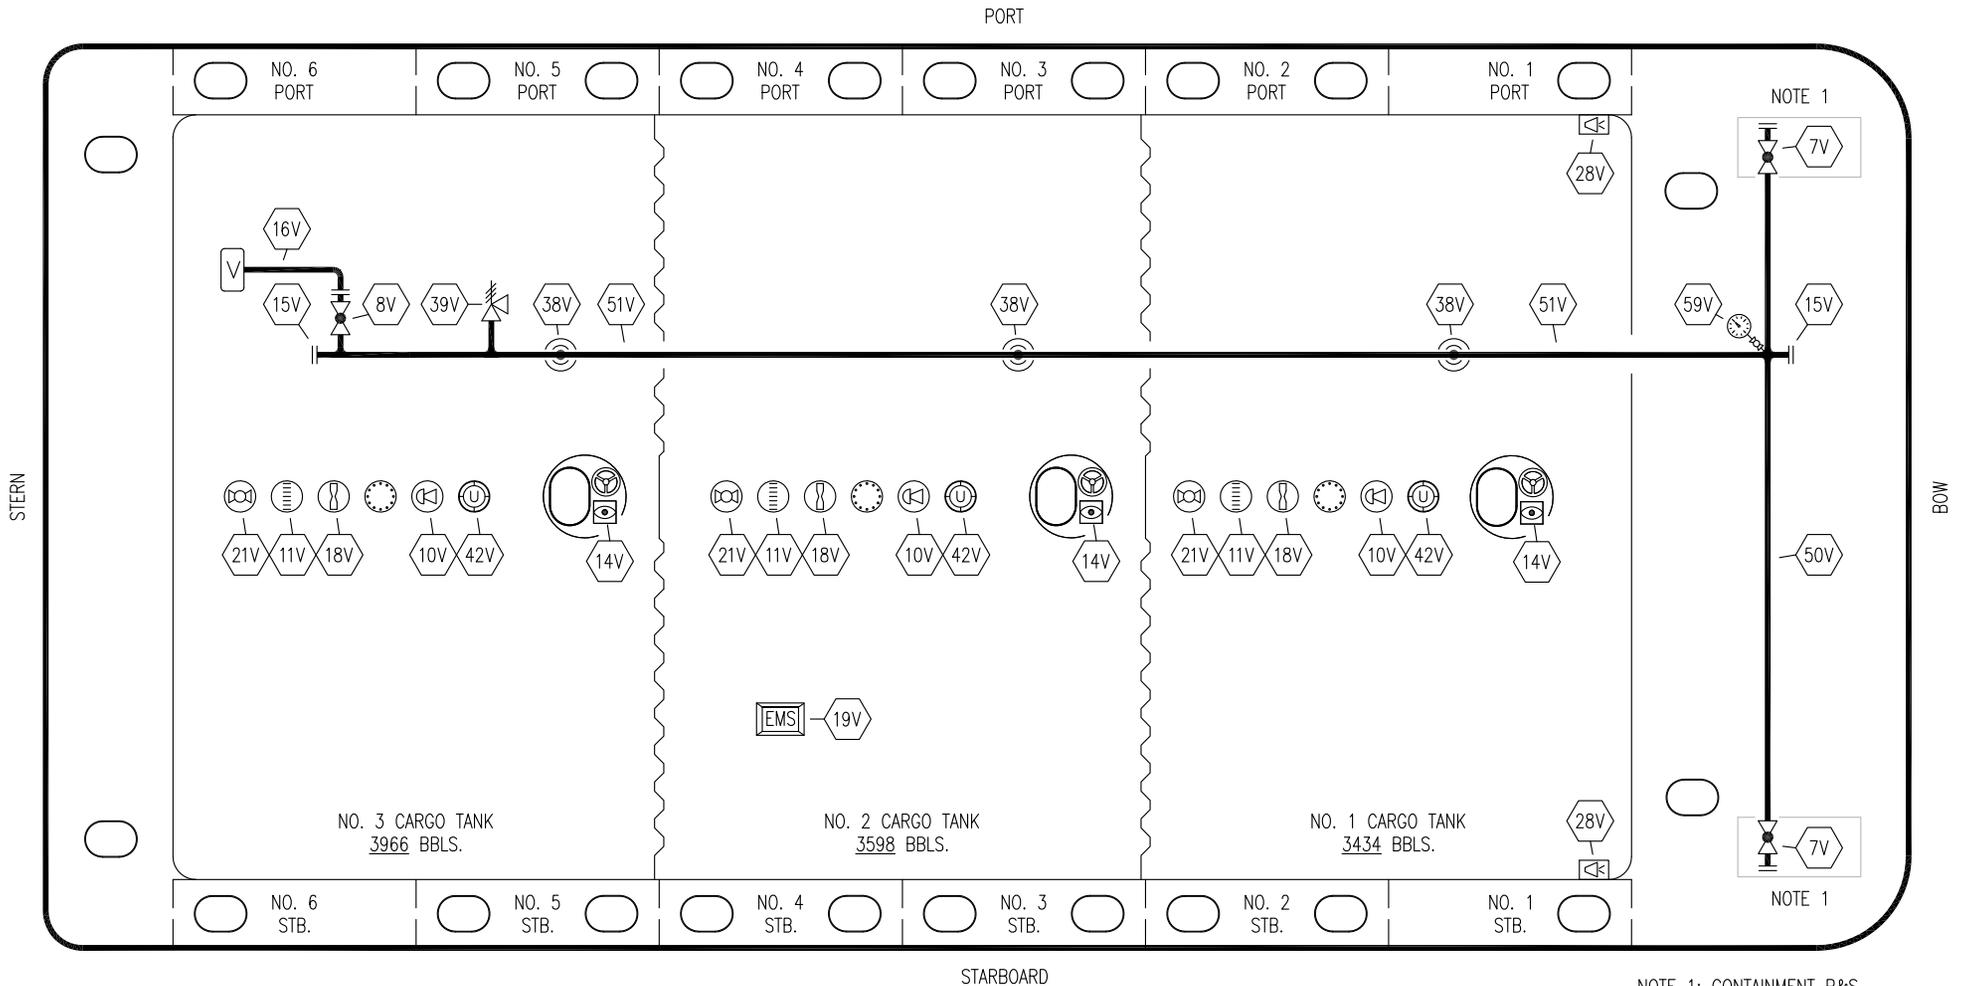 PORT
NO. 6
PORT
NO. 5
PORT
NO. 4
PORT
NO. 3
PORT
NO. 2
PORT
NO. 1
PORT
NOTE 1
7V
28V
16V
V
15V
8V
39V
38V
51V
38V
38V
51V
59V
15V
STERN
BOW
U
U
U
21V
11V
18V
10V
42V
14V
21V
11V
18V
10V
42V
14V
21V
11V
18V
10V
42V
14V
50V
EMS
19V
NO. 3 CARGO TANK
3966 BBLS.
NO. 2 CARGO TANK
3598 BBLS.
NO. 1 CARGO TANK
3434 BBLS.
28V
7V
NOTE 1
NO. 6
STB.
NO. 5
STB.
NO. 4
STB.
NO. 3
STB.
NO. 2
STB.
NO. 1
STB.
STARBOARD
NOTE 1: CONTAINMENT P&S